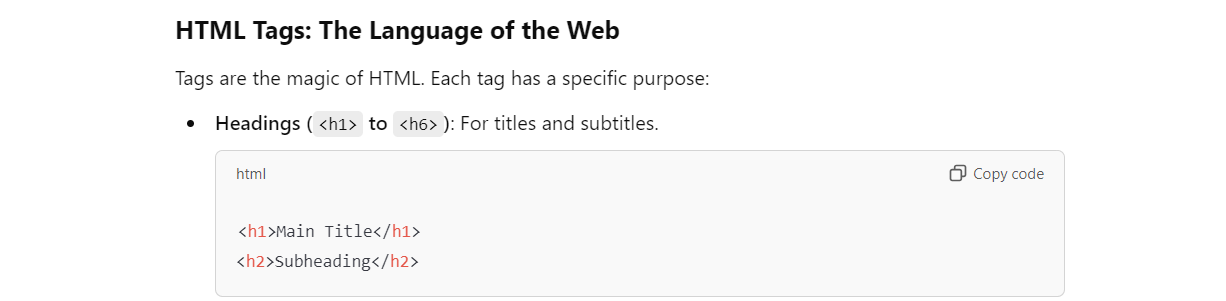 HTML Tags: The Language of the Web
Tags are the magic of HTML. Each tag has a specific purpose:
• Headings (<h1> to <h6>): For titles and subtitles.
html Copy code
<h1>Main Title</h1>
<h2>Subheading</h2>